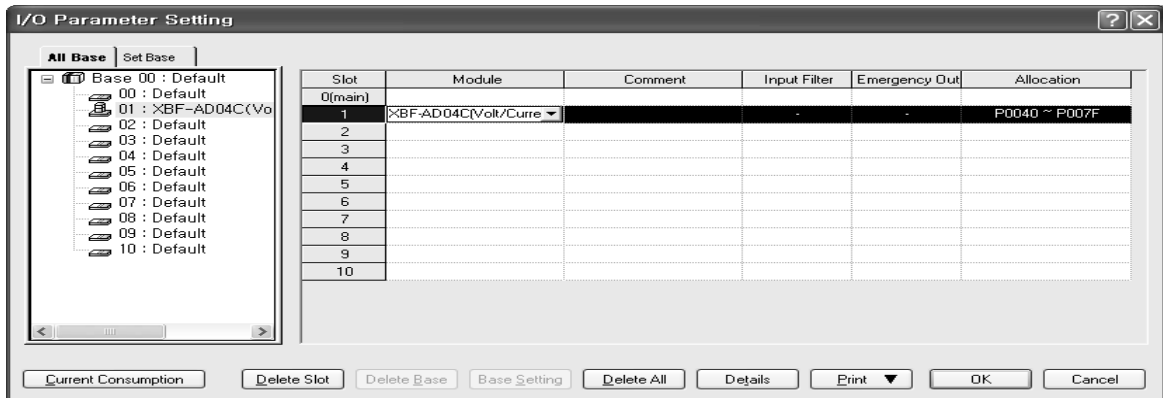 I/O Parameter Setting
All Base Set Base
Base 00 : Default
00 : Default
01 : XBF-AD04C(Vo
02 : Default
03 : Default
04 : Default
05 : Default
06 : Default
07 : Default
08 : Default
09 : Default
10 : Default
Slot Module Comment Input Filter Emergency Out Allocation
0(main)
1 XBF-AD04C(Volt/Curre - - P0040 ~ P007F
2
3
4
5
6
7
8
9
10
Current Consumption Delete Slot Delete Base Base Setting Delete All Details Print ▼ OK Cancel